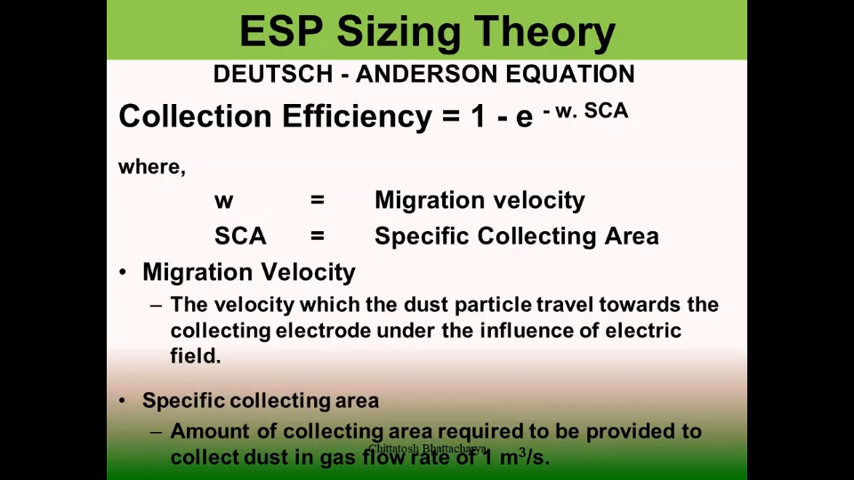 ESP Sizing Theory
DEUTSCH - ANDERSON EQUATION
Collection Efficiency = 1 - e - w. SCA
where,
w = Migration velocity
SCA = Specific Collecting Area
• Migration Velocity
– The velocity which the dust particle travel towards the
collecting electrode under the influence of electric
field.
• Specific collecting area
– Amount of collecting area required to be provided to
Chittatosh Bhattacharya
collect dust in gas flow rate of 1 m³/s.